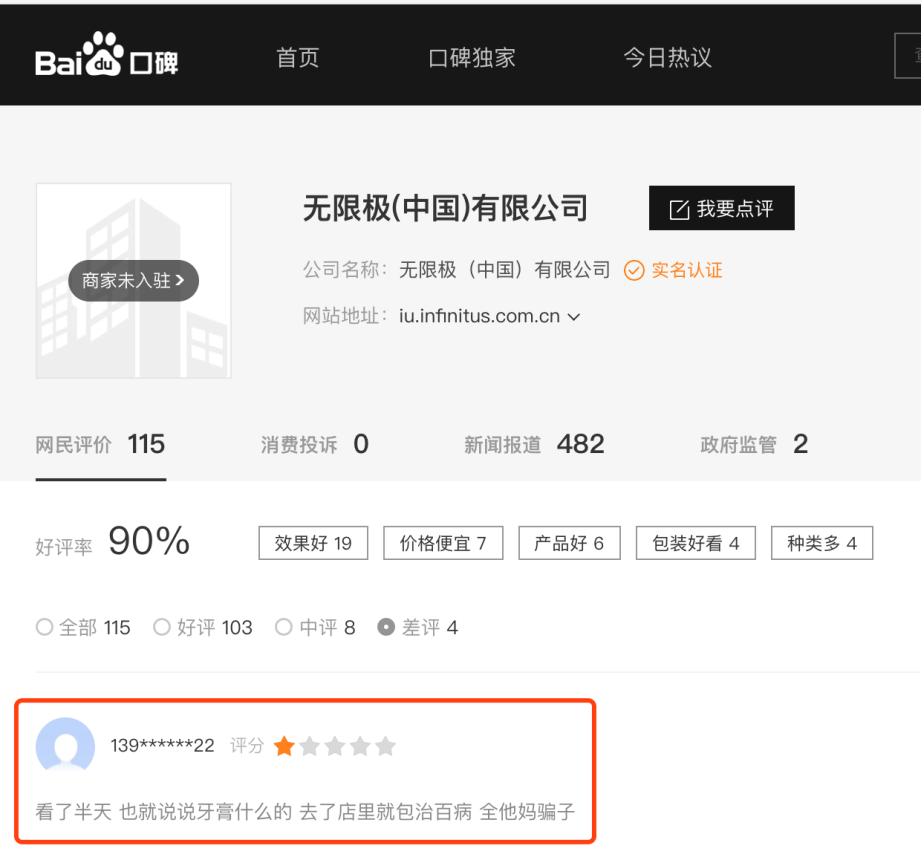 Bai du 口碑 首页 口碑独家 今日热议
无限极(中国)有限公司 我要点评
商家未入驻 >
公司名称： 无限极（中国）有限公司 实名认证
网站地址： iu.infinitus.com.cn
网民评价 115 消费投诉 0 新闻报道 482 政府监管 2
好评率 90% 效果好 19 价格便宜 7 产品好 6 包装好看 4 种类多 4
全部 115 好评 103 中评 8 差评 4
139******22 评分
看了半天 也就说说牙膏什么的 去了店里就包治百病 全他妈骗子